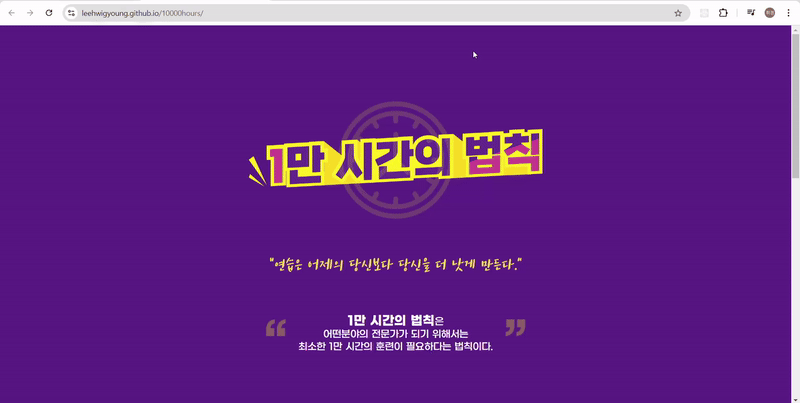 leehwigyoung.github.io/10000hours/
1만 시간의 법칙
"연습은 어제의 당신보다 당신을 더 낫게 만든다."
1만 시간의 법칙은
어떤분야의 전문가가 되기 위해서는
최소한 1만 시간의 훈련이 필요하다는 법칙이다.